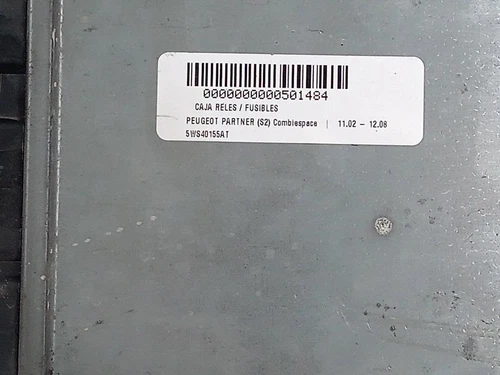 0000000000501484
CAJA RELES / FUSIBLES
PEUGEOT PARTNER (S2) Combiespace | 11.02 – 12.08
5WS40155AT